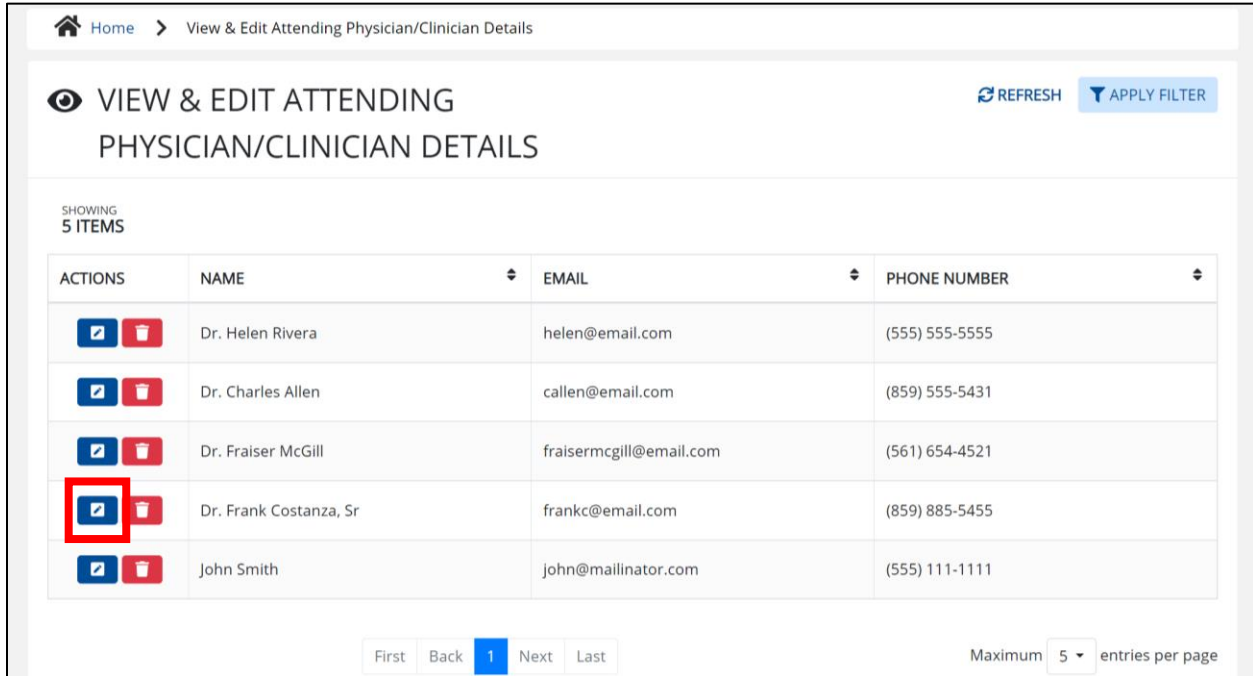 Home > View & Edit Attending Physician/Clinician Details
VIEW & EDIT ATTENDING
PHYSICIAN/CLINICIAN DETAILS
REFRESH
APPLY FILTER
SHOWING
5 ITEMS
ACTIONS NAME EMAIL PHONE NUMBER
Dr. Helen Rivera helen@email.com (555) 555-5555
Dr. Charles Allen callen@email.com (859) 555-5431
Dr. Fraiser McGill fraisermcgill@email.com (561) 654-4521
Dr. Frank Costanza, Sr frankc@email.com (859) 885-5455
John Smith john@mailinator.com (555) 111-1111
First Back 1 Next Last
Maximum 5 entries per page